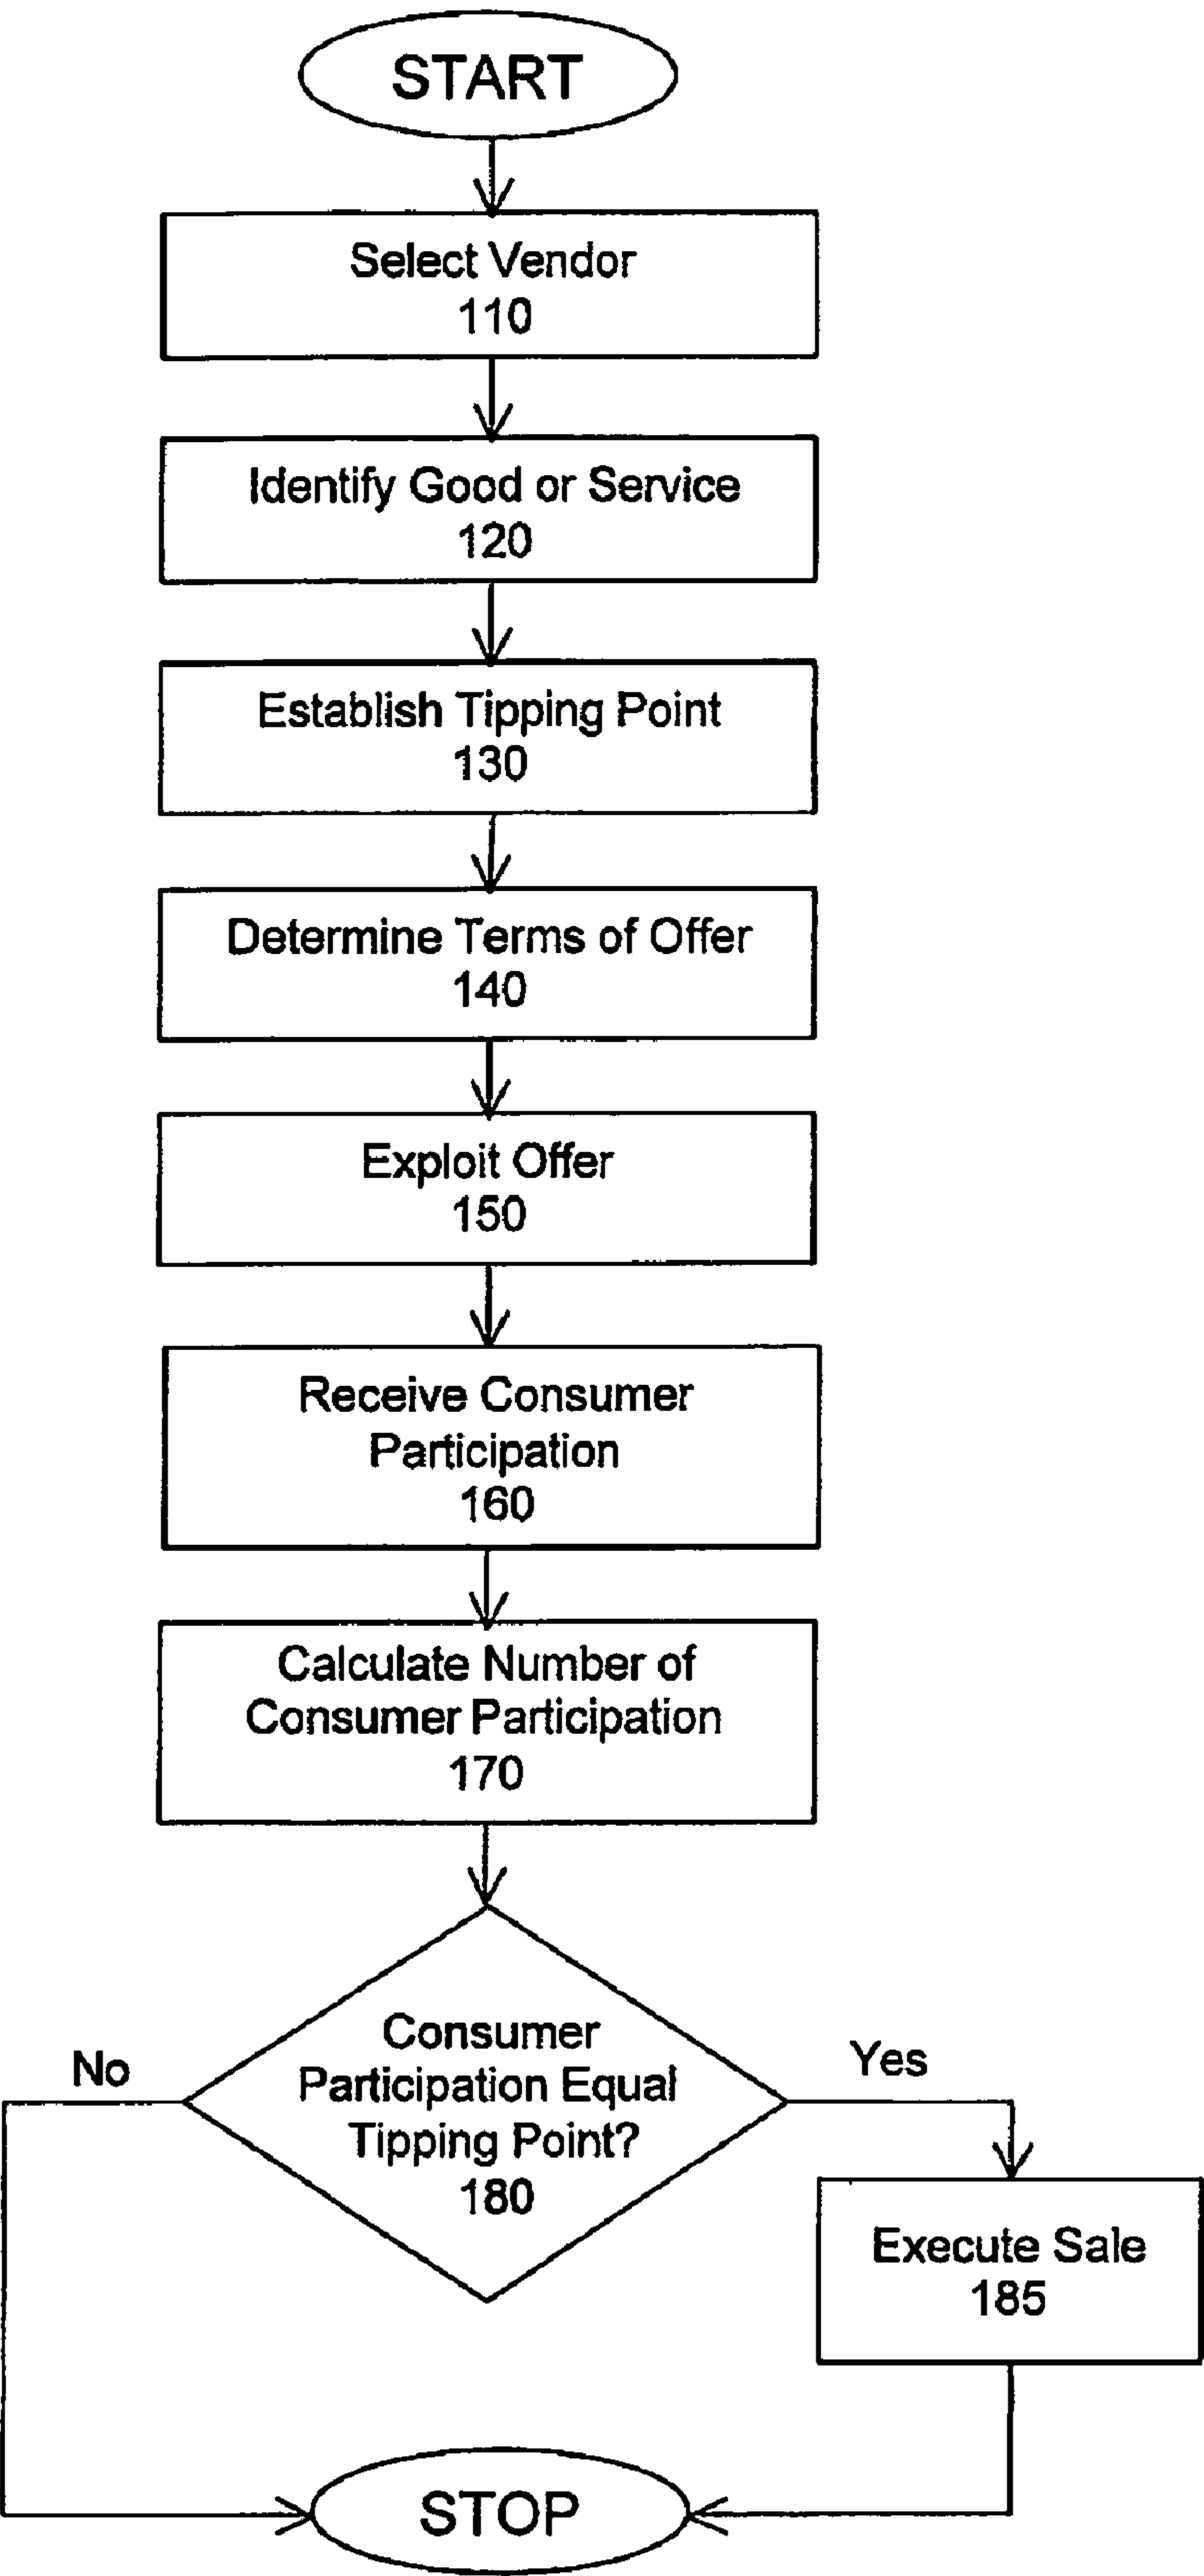 START
Select Vendor
110
Identify Good or Service
120
Establish Tipping Point
130
Determine Terms of Offer
140
Exploit Offer
150
Receive Consumer
Participation
160
Calculate Number of
Consumer Participation
170
Consumer
Participation Equal
Tipping Point?
180
No
Yes
Execute Sale
185
STOP